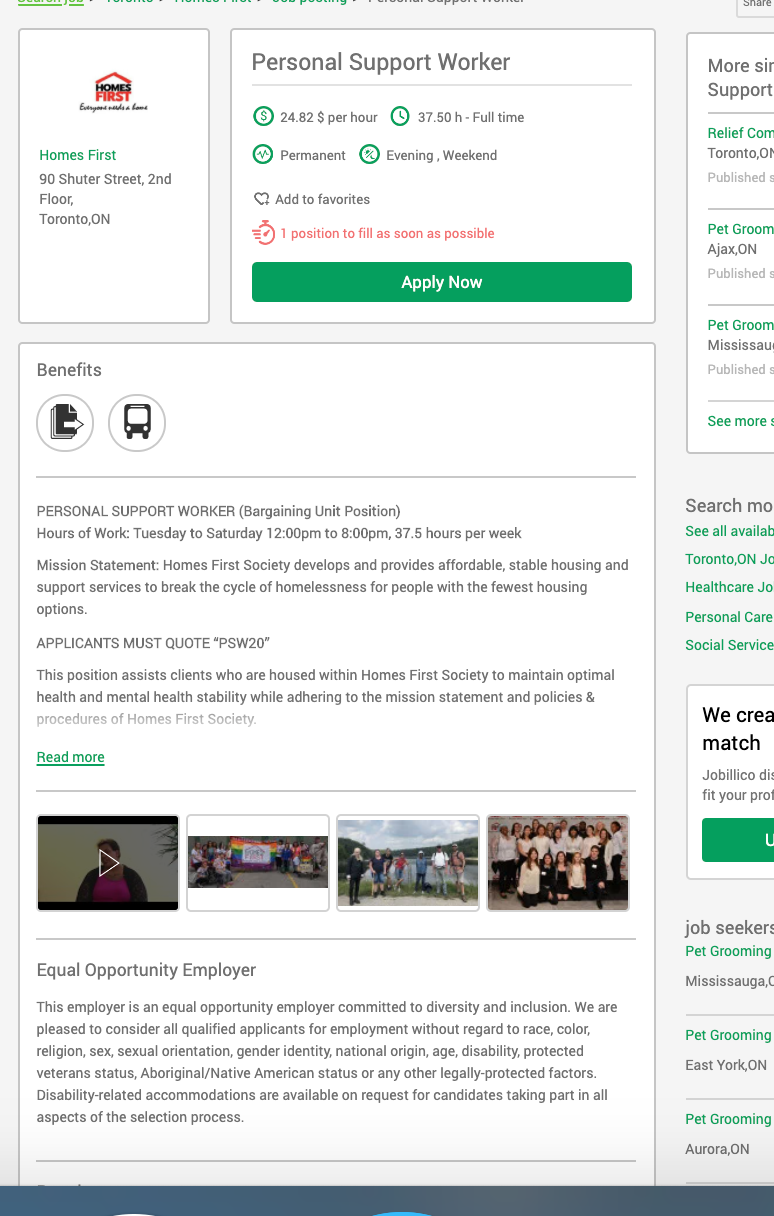 Search job > Toronto > Homes First > Job posting > Personal Support Worker
Share
HOMES
FIRST
Everyone needs a home
Homes First
90 Shuter Street, 2nd
Floor,
Toronto,ON
Personal Support Worker
24.82 $ per hour
37.50 h - Full time
Permanent
Evening , Weekend
Add to favorites
1 position to fill as soon as possible
Apply Now
Benefits
PERSONAL SUPPORT WORKER (Bargaining Unit Position)
Hours of Work: Tuesday to Saturday 12:00pm to 8:00pm, 37.5 hours per week
Mission Statement: Homes First Society develops and provides affordable, stable housing and
support services to break the cycle of homelessness for people with the fewest housing
options.
APPLICANTS MUST QUOTE “PSW20”
This position assists clients who are housed within Homes First Society to maintain optimal
health and mental health stability while adhering to the mission statement and policies &
procedures of Homes First Society.
Read more
Equal Opportunity Employer
This employer is an equal opportunity employer committed to diversity and inclusion. We are
pleased to consider all qualified applicants for employment without regard to race, color,
religion, sex, sexual orientation, gender identity, national origin, age, disability, protected
veterans status, Aboriginal/Native American status or any other legally-protected factors.
Disability-related accommodations are available on request for candidates taking part in all
aspects of the selection process.
More sir
Support
Relief Com
Toronto,ON
Published s
Pet Groom
Ajax,ON
Published s
Pet Groom
Mississau
Published s
See more s
Search mo
See all availab
Toronto,ON Jo
Healthcare Jo
Personal Care
Social Service
We crea
match
Jobillico dis
fit your prof
U
job seekers
Pet Grooming
Mississauga,
Pet Grooming
East York,ON
Pet Grooming
Aurora,ON